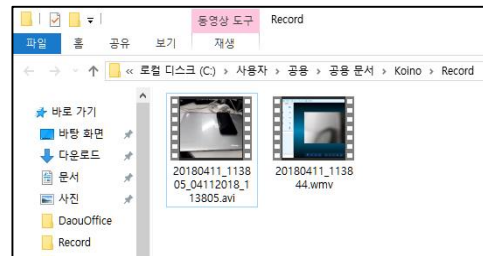 동영상 도구 Record
파일 홈 공유 보기 재생
« 로컬 디스크 (C:) › 사용자 › 공용 › 공용 문서 › Koino › Record
바로 가기
바탕 화면
다운로드
문서
사진
DaouOffice
Record
20180411_1138
05_04112018_1
13805.avi
20180411_1138
44.wmv